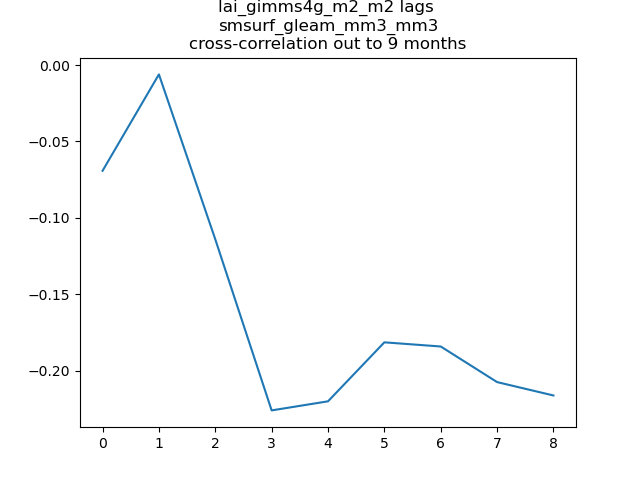 lai_gimms4g_m2_m2 lags
smsurf_gleam_mm3_mm3
cross-correlation out to 9 months
0.00
−0.05
−0.10
−0.15
−0.20
0 1 2 3 4 5 6 7 8